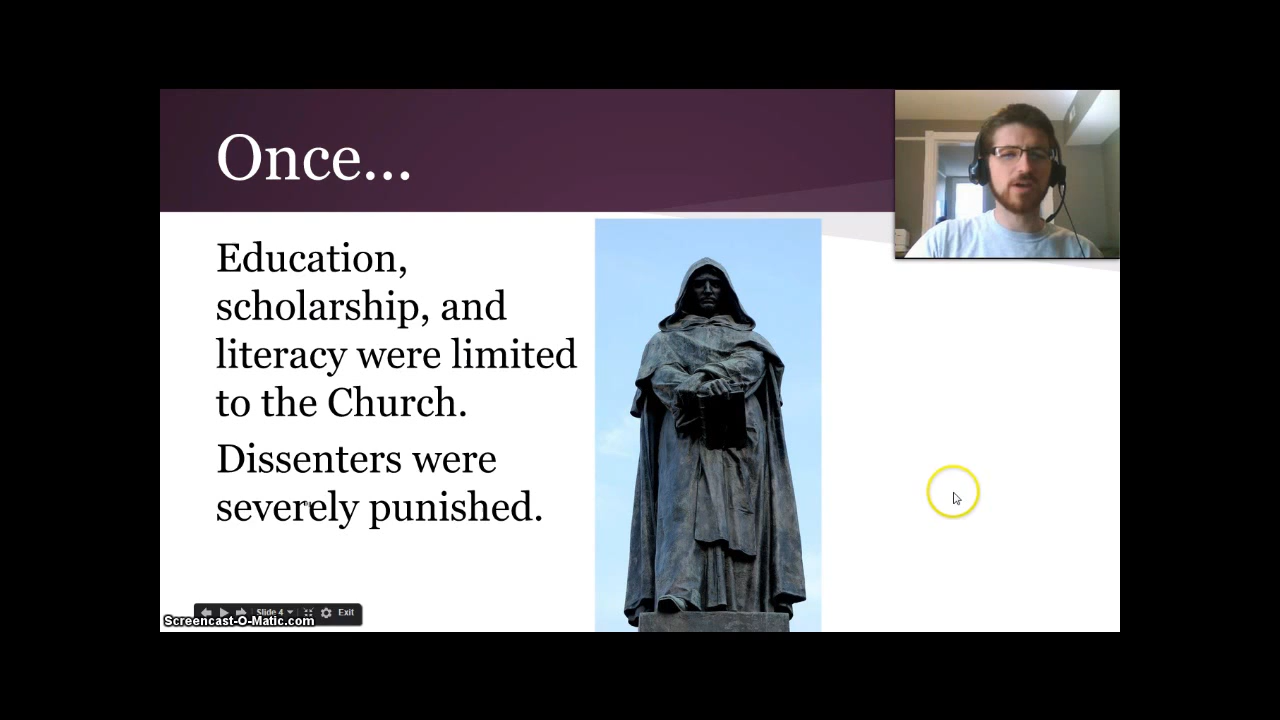 Once...
Education,
scholarship, and
literacy were limited
to the Church.
Dissenters were
severely punished.
Slide 4
Exit
Screencast-O-Matic.com